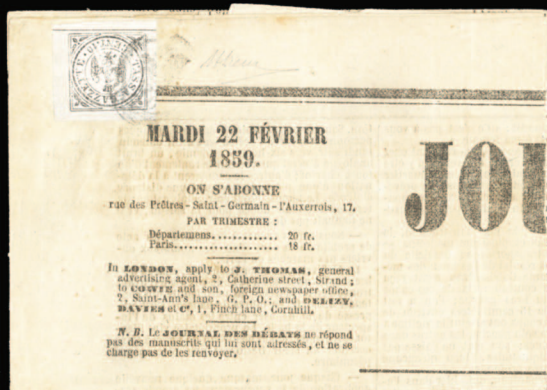 MARDI 22 FÉVRIER
1859.
ON S'ABONNE
rue des Prêtres-Saint-Germain-l'Auxerrois, 17.
PAR TRIMESTRE :
Départemens............ 20 fr.
Paris.................. 18 fr.
In LONDON, apply to J. THOMAS, general
advertising agent, 2, Catherine street, Strand;
to COWIE and son, foreign newspaper office,
2, Saint-Ann's lane, G. P. O.; and DELIZY,
DAVIES et Cᵉ, 1, Finch lane, Cornhill.
N. B. Le JOURNAL DES DÉBATS ne répond
pas des manuscrits qui lui sont adressés, et ne se
charge pas de les renvoyer.
JOU